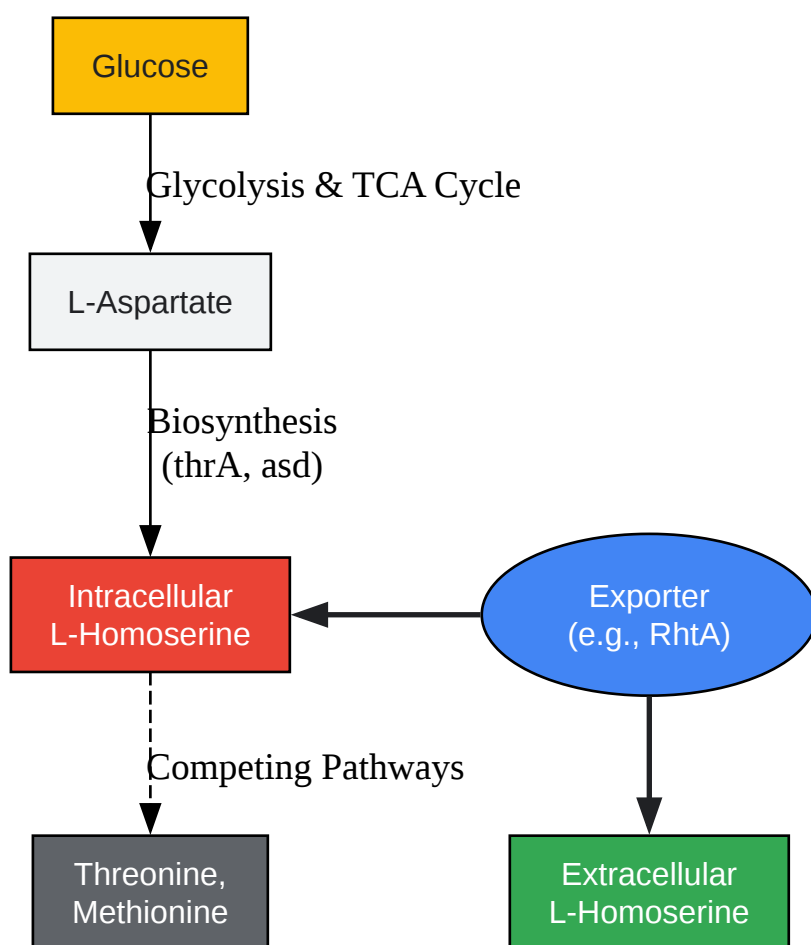 Glucose
Glycolysis & TCA Cycle
L-Aspartate
Biosynthesis
(thrA, asd)
Intracellular
L-Homoserine
Exporter
(e.g., RhtA)
Competing Pathways
Threonine,
Methionine
Extracellular
L-Homoserine